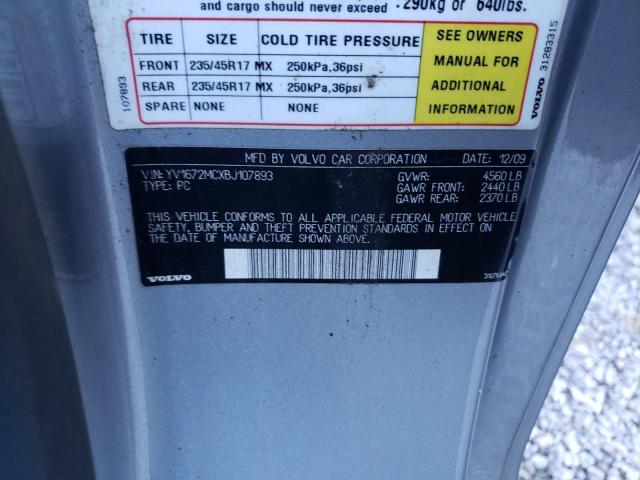 and cargo should never exceed : 290kg or 640lbs.
TIRE SIZE COLD TIRE PRESSURE SEE OWNERS MANUAL FOR ADDITIONAL INFORMATION
FRONT 235/45R17 MX 250kPa,36psi
REAR 235/45R17 MX 250kPa,36psi
SPARE NONE NONE
107893
VOLVO 31283315
MFD BY VOLVO CAR CORPORATION DATE: 12/09
VIN: YV1672MCXBJ107893 GVWR: 4560 LB
TYPE: PC GAWR FRONT: 2440 LB
GAWR REAR: 2370 LB
THIS VEHICLE CONFORMS TO ALL APPLICABLE FEDERAL MOTOR VEHICLE
SAFETY, BUMPER AND THEFT PREVENTION STANDARDS IN EFFECT ON
THE DATE OF MANUFACTURE SHOWN ABOVE.
VOLVO